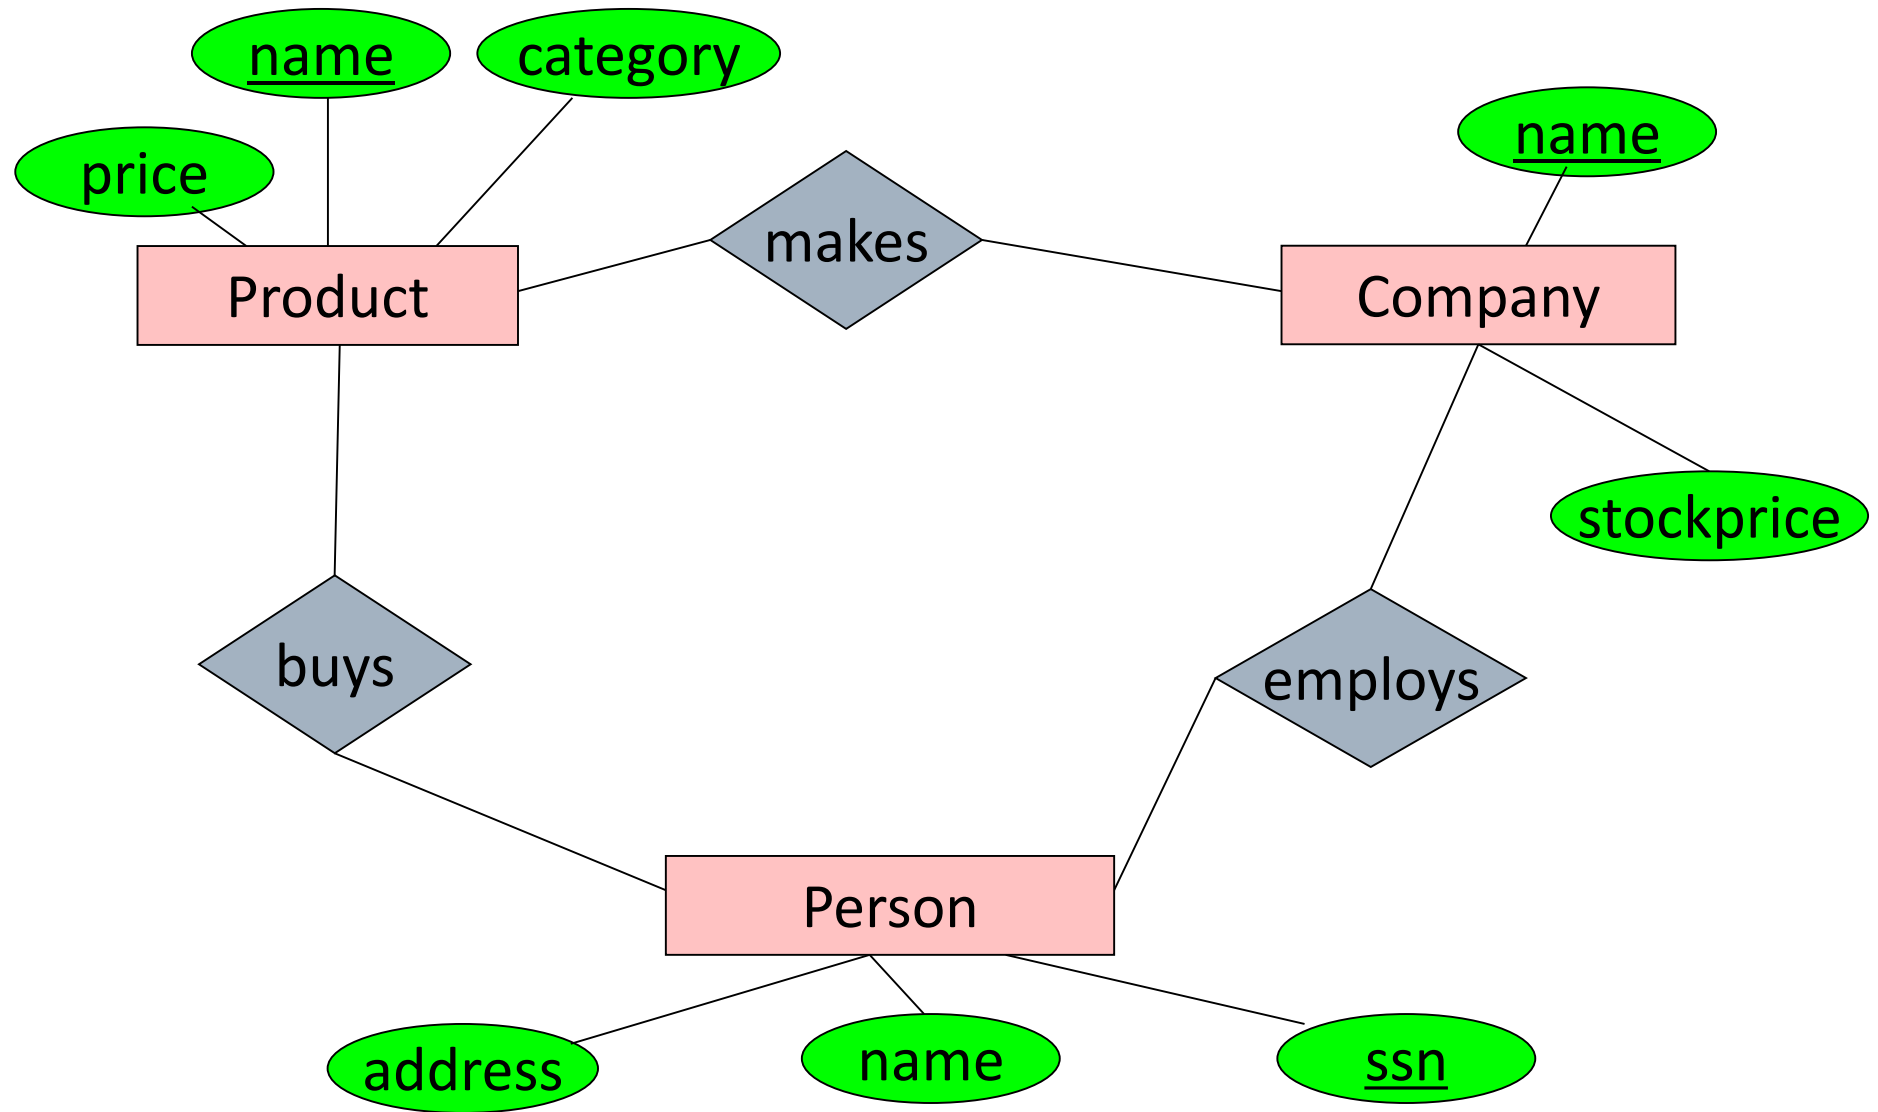 name
category
name
price
makes
Product
Company
stockprice
buys
employs
Person
address
name
ssn